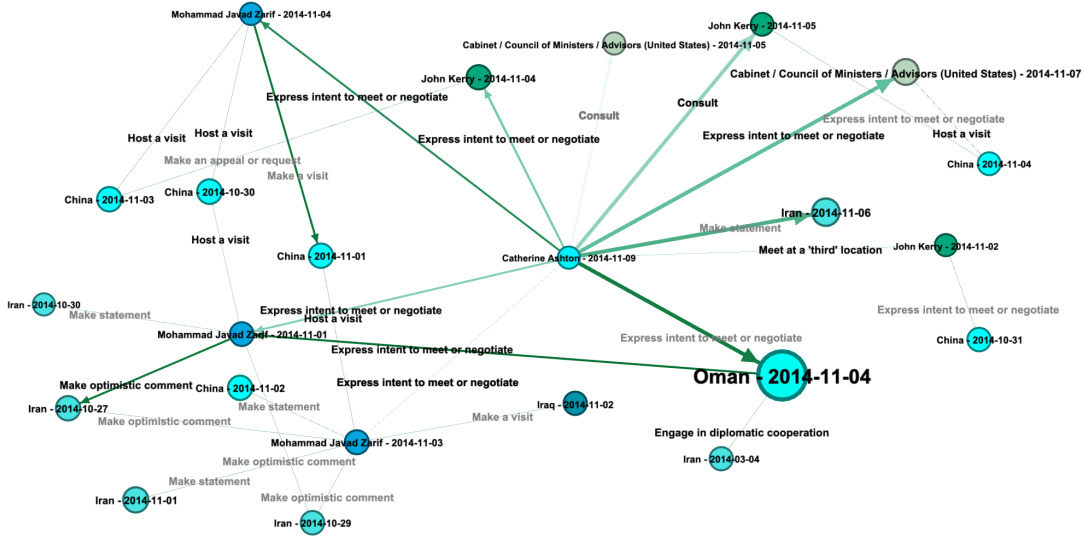 Mohammad Javad Zarif - 2014-11-04
John Kerry - 2014-11-05
Cabinet / Council of Ministers / Advisors (United States) - 2014-11-05
John Kerry - 2014-11-04
Cabinet / Council of Ministers / Advisors (United States) - 2014-11-07
Express intent to meet or negotiate
Consult
Consult
Express intent to meet or negotiate
Host a visit
Host a visit
Express intent to meet or negotiate
Express intent to meet or negotiate
Host a visit
Make an appeal or request
Make a visit
China - 2014-11-04
China - 2014-11-03
China - 2014-10-30
Iran - 2014-11-06
Make statement
Host a visit
Meet at a 'third' location
John Kerry - 2014-11-02
China - 2014-11-01
Catherine Ashton - 2014-11-09
Iran - 2014-10-30
Make statement
Express intent to meet or negotiate
Express intent to meet or negotiate
Host a visit
Mohammad Javad Zarif - 2014-11-01
Express intent to meet or negotiate
China - 2014-10-31
Express intent to meet or negotiate
Oman - 2014-11-04
Make optimistic comment
China - 2014-11-02
Express intent to meet or negotiate
Iran - 2014-10-27
Make statement
Iraq - 2014-11-02
Make optimistic comment
Make a visit
Engage in diplomatic cooperation
Mohammad Javad Zarif - 2014-11-03
Iran - 2014-03-04
Make optimistic comment
Make statement
Iran - 2014-11-01
Make optimistic comment
Iran - 2014-10-29